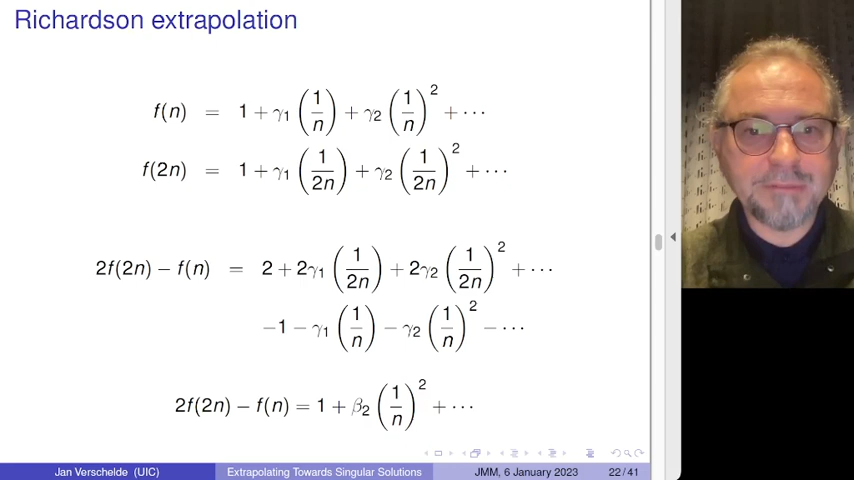 Richardson extrapolation
f(n) = 1 + γ₁ (1/n) + γ₂ (1/n)² + ⋯
f(2n) = 1 + γ₁ (1/2n) + γ₂ (1/2n)² + ⋯
2f(2n) − f(n) = 2 + 2γ₁ (1/2n) + 2γ₂ (1/2n)² + ⋯
−1 − γ₁ (1/n) − γ₂ (1/n)² − ⋯
2f(2n) − f(n) = 1 + β₂ (1/n)² + ⋯
Jan Verschelde (UIC) Extrapolating Towards Singular Solutions JMM, 6 January 2023 22 / 41